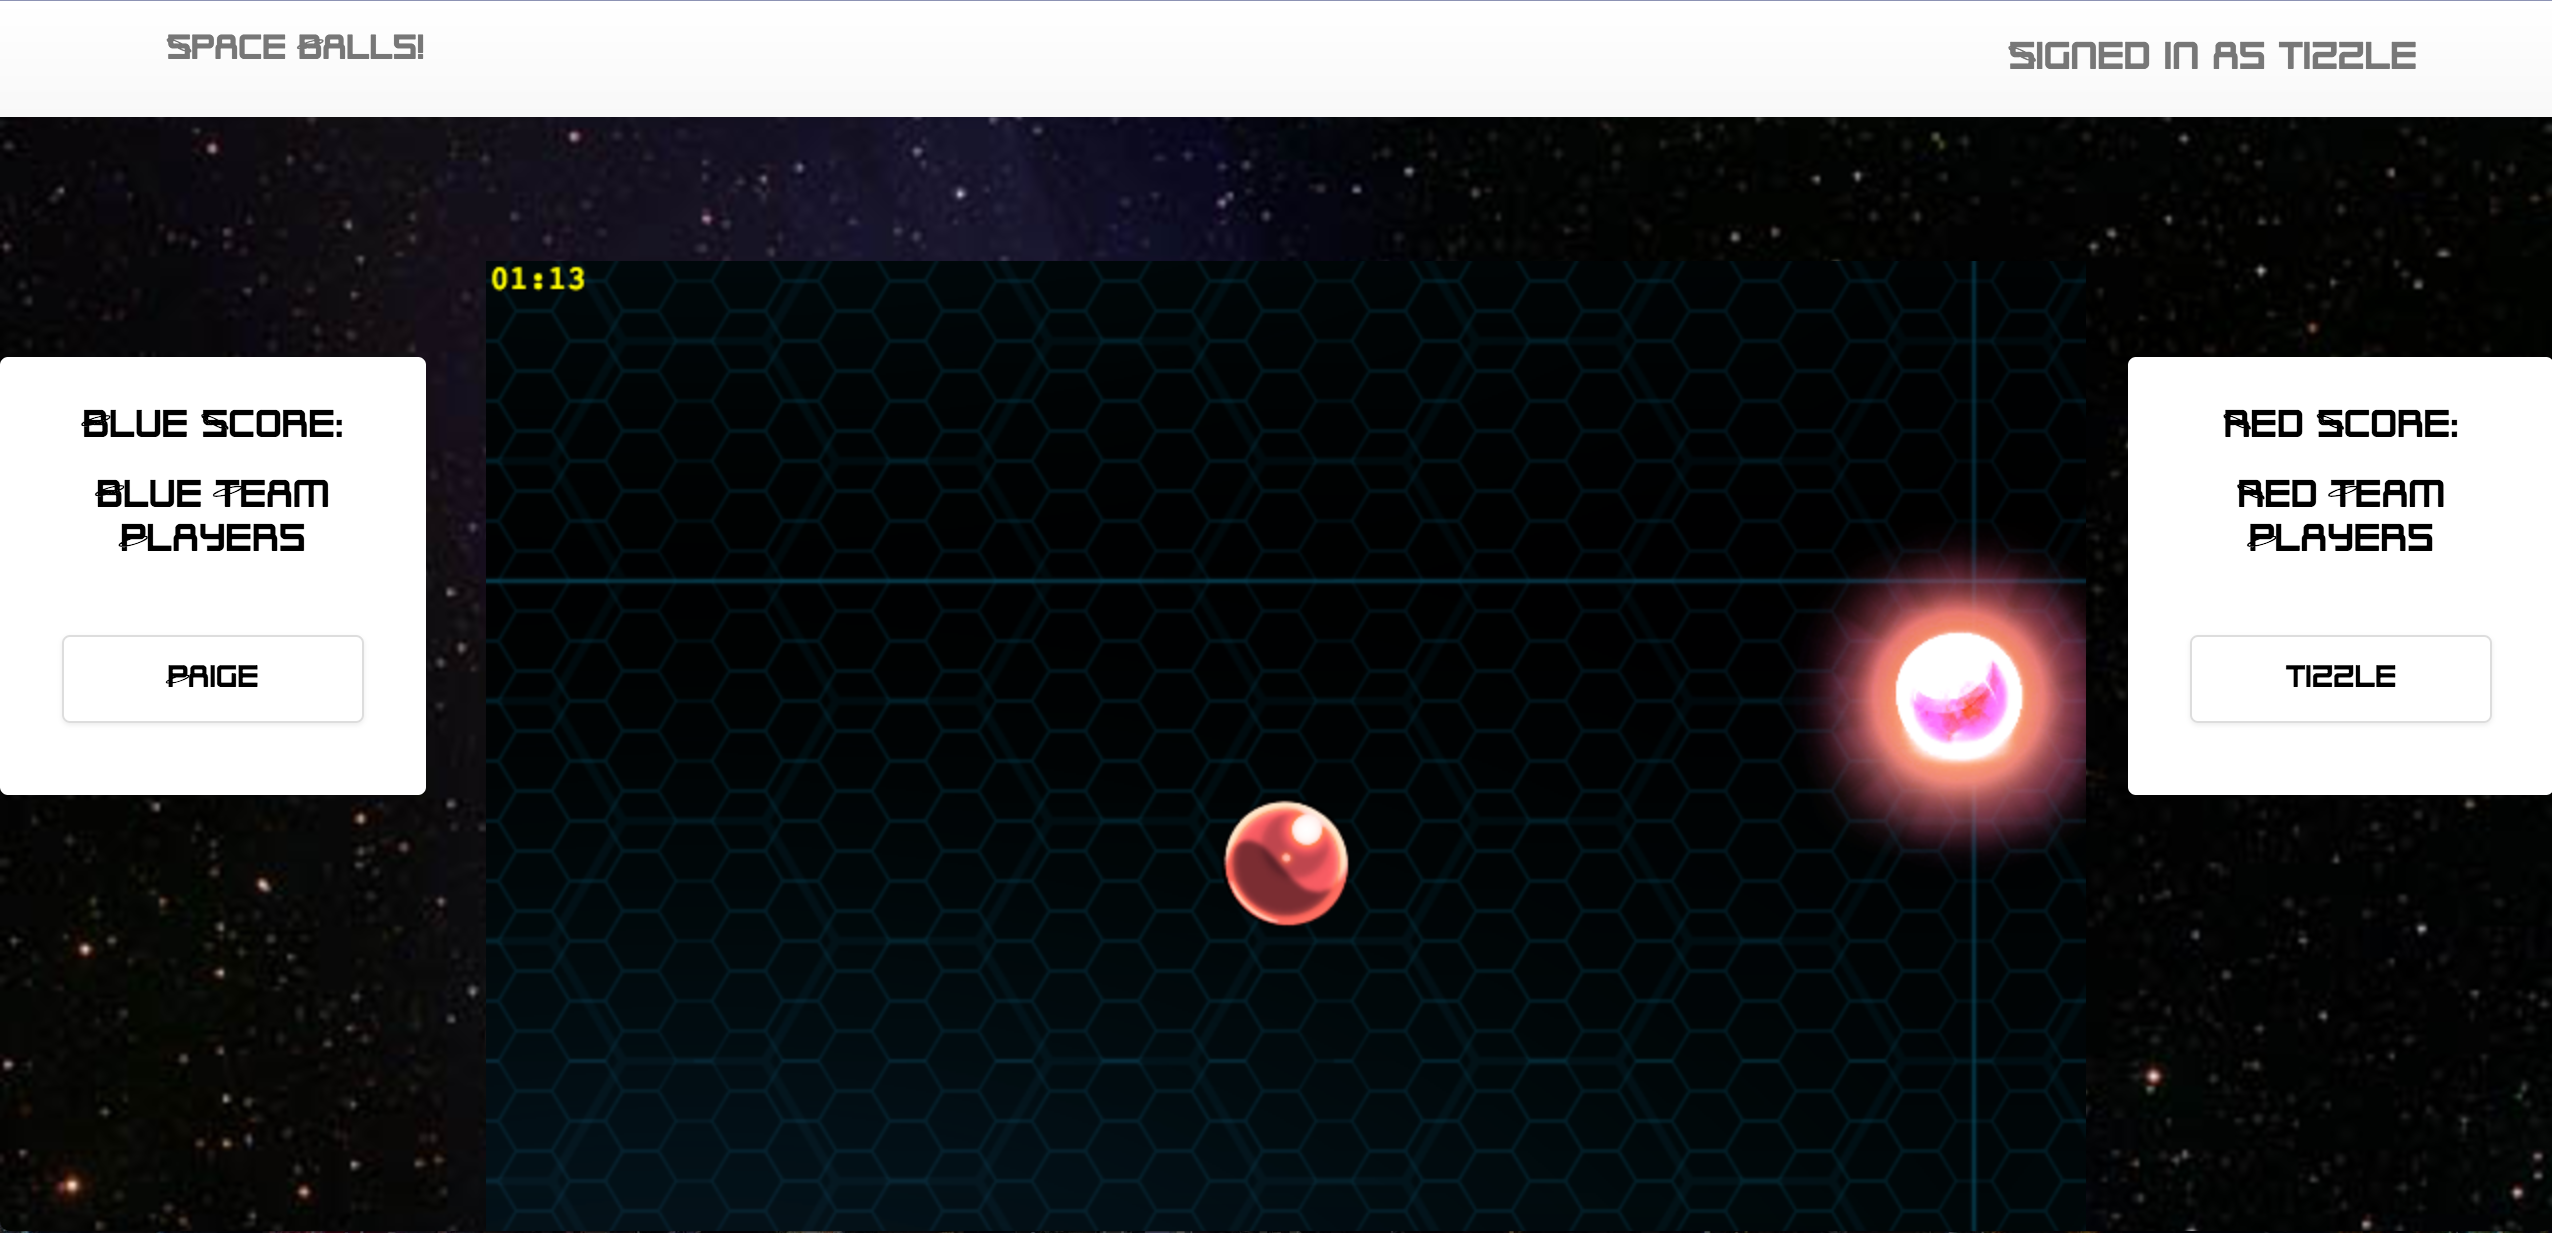 Space Balls!
Signed in as tizzle
01:13
Blue Score:
Blue Team
Players
Paige
Red Score:
Red Team
Players
tizzle